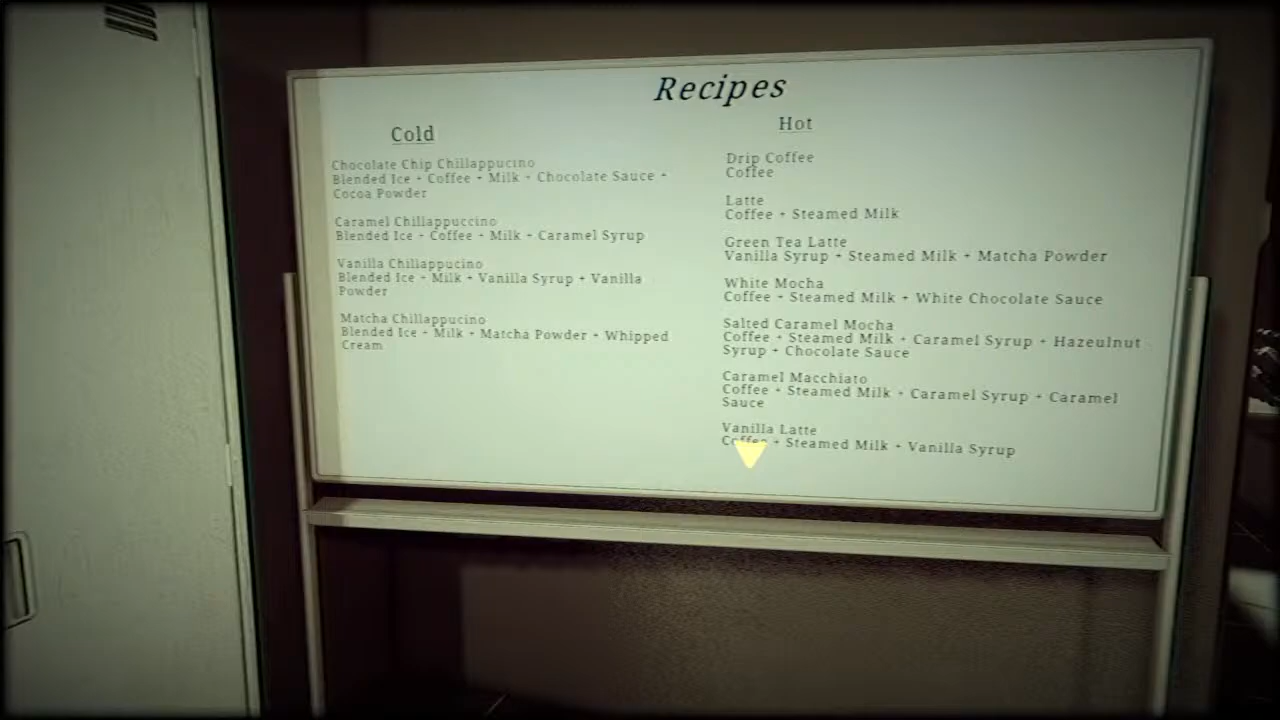 Recipes
Cold
Chocolate Chip Chillappucino
Blended Ice + Coffee + Milk + Chocolate Sauce +
Cocoa Powder
Caramel Chillappuccino
Blended Ice + Coffee + Milk + Caramel Syrup
Vanilla Chillappucino
Blended Ice + Milk + Vanilla Syrup + Vanilla
Powder
Matcha Chillappucino
Blended Ice + Milk + Matcha Powder + Whipped
Cream
Hot
Drip Coffee
Coffee
Latte
Coffee + Steamed Milk
Green Tea Latte
Vanilla Syrup + Steamed Milk + Matcha Powder
White Mocha
Coffee + Steamed Milk + White Chocolate Sauce
Salted Caramel Mocha
Coffee + Steamed Milk + Caramel Syrup + Hazeulnut
Syrup + Chocolate Sauce
Caramel Macchiato
Coffee + Steamed Milk + Caramel Syrup + Caramel
Sauce
Vanilla Latte
Coffee + Steamed Milk + Vanilla Syrup